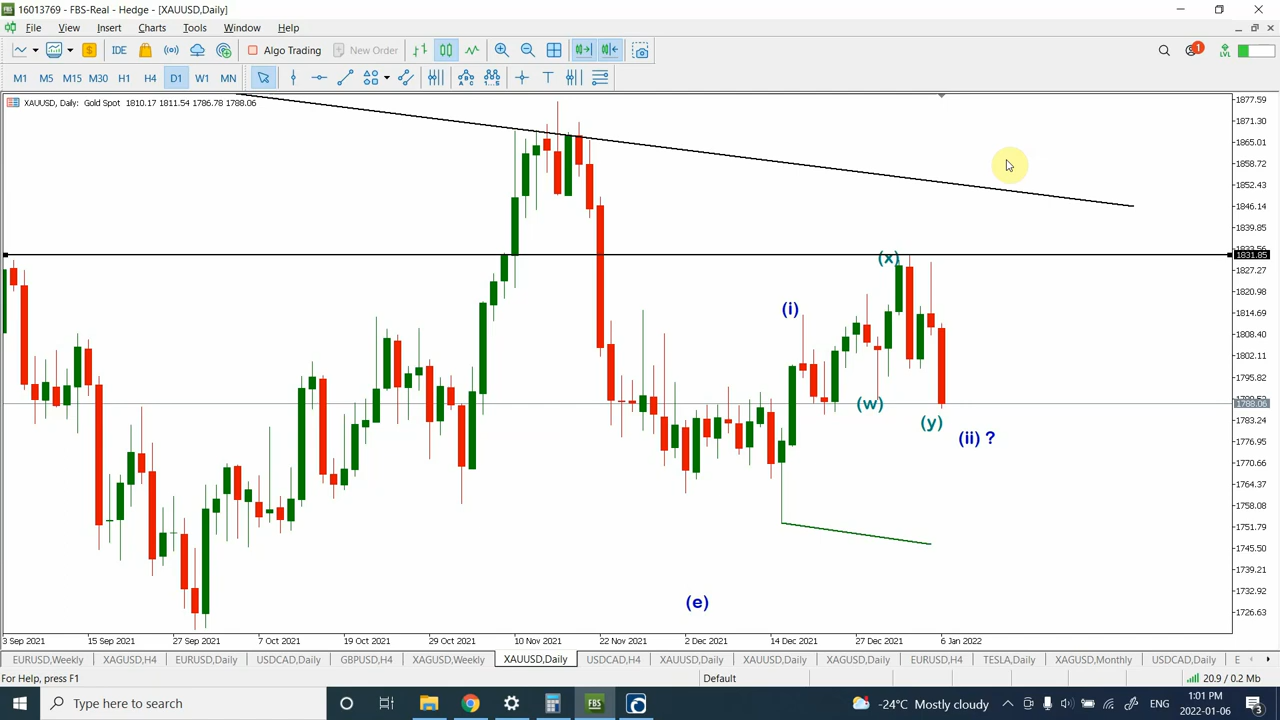 16013769 - FBS-Real - Hedge - [XAUUSD,Daily]
File View Insert Charts Tools Window Help
IDE Algo Trading New Order 1 LVL
M1 M5 M15 M30 H1 H4 D1 W1 MN
XAUUSD, Daily: Gold Spot 1810.17 1811.54 1786.78 1788.06
1877.59
1871.30
1865.01
1858.72
1852.43
1846.14
1839.85
1833.56
1831.85
(x)
1827.27
1820.98
(i)
1814.69
1808.40
1802.11
1795.82
(w)
1788.06
(y)
1783.24
(ii) ?
1776.95
1770.66
1764.37
1758.08
1751.79
1745.50
1739.21
1732.92
(e)
1726.63
3 Sep 2021 15 Sep 2021 27 Sep 2021 7 Oct 2021 19 Oct 2021 29 Oct 2021 10 Nov 2021 22 Nov 2021 2 Dec 2021 14 Dec 2021 27 Dec 2021 6 Jan 2022
EURUSD,Weekly XAGUSD,H4 EURUSD,Daily USDCAD,Daily GBPUSD,H4 XAGUSD,Weekly XAUUSD,Daily USDCAD,H4 XAUUSD,Daily XAUUSD,Daily XAGUSD,Daily EURUSD,H4 TESLA,Daily XAGUSD,Monthly USDCAD,Daily E
For Help, press F1 Default 20.9 / 0.2 Mb
Type here to search FBS -24°C Mostly cloudy ENG 1:01 PM
2022-01-06 3